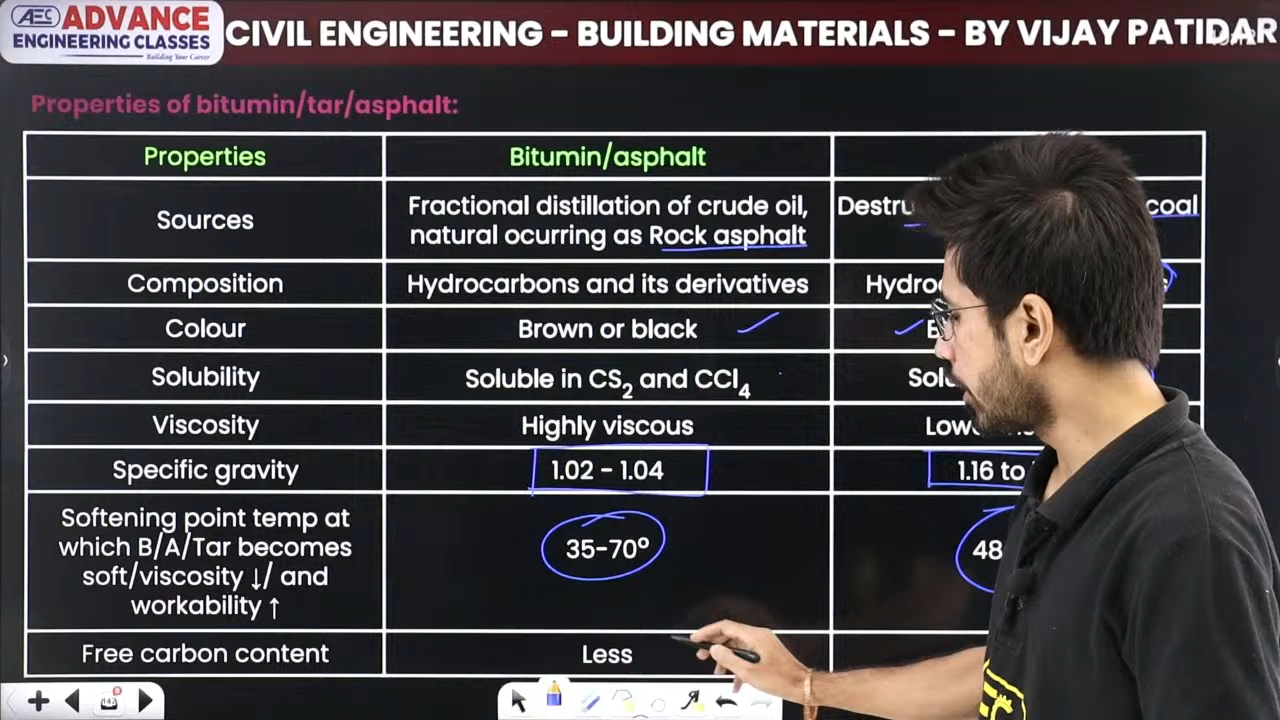 AEC ADVANCE
ENGINEERING CLASSES
Building Your Career
CIVIL ENGINEERING - BUILDING MATERIALS - BY VIJAY PATIDAR
Properties of bitumin/tar/asphalt:
Properties Bitumin/asphalt
Sources Fractional distillation of crude oil, natural ocurring as Rock asphalt coal
Composition Hydrocarbons and its derivatives
Colour Brown or black
Solubility Soluble in CS2 and CCl4
Viscosity Highly viscous
Specific gravity 1.02 - 1.04 1.16 to
Softening point temp at
which B/A/Tar becomes 35-70° 48
soft/viscosity ↓/ and
workability ↑
Free carbon content Less